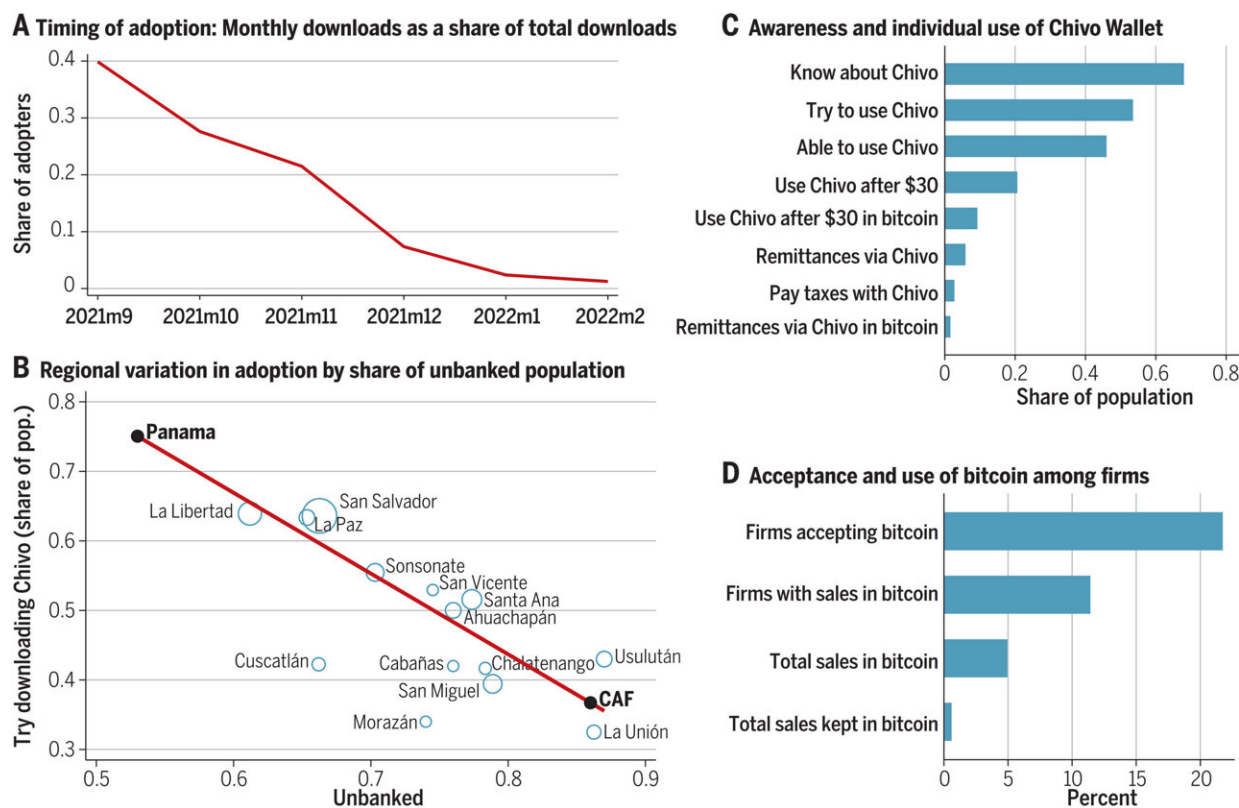 A Timing of adoption: Monthly downloads as a share of total downloads
Share of adopters
0.4
0.3
0.2
0.1
0
2021m9 2021m10 2021m11 2021m12 2022m1 2022m2
B Regional variation in adoption by share of unbanked population
Try downloading Chivo (share of pop.)
0.8
0.7
0.6
0.5
0.4
0.3
Panama
La Libertad
San Salvador
La Paz
Sonsonate
San Vicente
Santa Ana
Ahuachapán
Cuscatlán
Cabañas
Chalatenango
Usulután
San Miguel
CAF
Morazán
La Unión
0.5 0.6 0.7 0.8 0.9
Unbanked
C Awareness and individual use of Chivo Wallet
Know about Chivo
Try to use Chivo
Able to use Chivo
Use Chivo after $30
Use Chivo after $30 in bitcoin
Remittances via Chivo
Pay taxes with Chivo
Remittances via Chivo in bitcoin
0 0.2 0.4 0.6 0.8
Share of population
D Acceptance and use of bitcoin among firms
Firms accepting bitcoin
Firms with sales in bitcoin
Total sales in bitcoin
Total sales kept in bitcoin
0 5 10 15 20
Percent